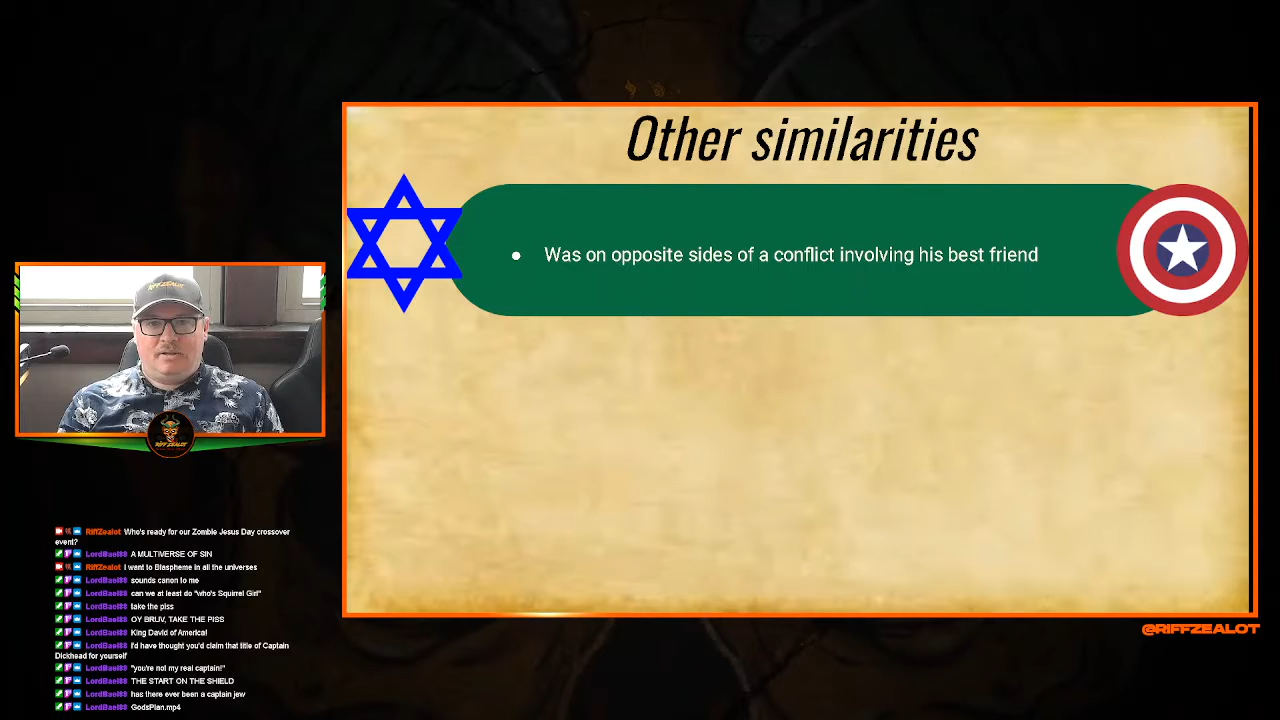 Other similarities
● Was on opposite sides of a conflict involving his best friend
RIFFZEALOT
RIFFZEALOT
RiffZealot Who's ready for our Zombie Jesus Day crossover
event?
LordBael88 A MULTIVERSE OF SIN
RiffZealot I want to Blaspheme in all the universes
LordBael88 sounds canon to me
LordBael88 can we at least do "who's Squirrel Girl"
LordBael88 take the piss
LordBael88 OY BRUV, TAKE THE PISS
LordBael88 King David of America!
LordBael88 I'd have thought you'd claim that title of Captain
Dickhead for yourself
LordBael88 "you're not my real captain!"
LordBael88 THE START ON THE SHIELD
LordBael88 has there ever been a captain jew
LordBael88 GodsPlan.mp4
@RIFFZEALOT